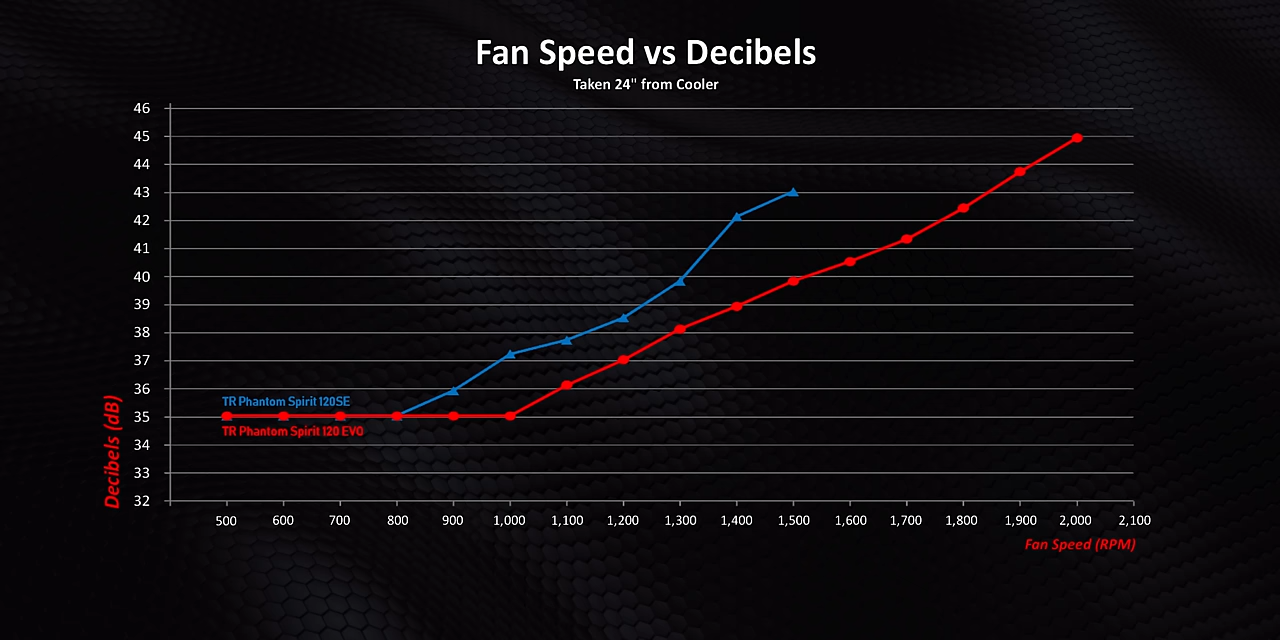 Fan Speed vs Decibels
Taken 24" from Cooler
46
45
44
43
42
41
40
39
38
37
36
35
34
33
32
Decibels (dB)
TR Phantom Spirit 120SE
TR Phantom Spirit 120 EVO
500 600 700 800 900 1,000 1,100 1,200 1,300 1,400 1,500 1,600 1,700 1,800 1,900 2,000 2,100
Fan Speed (RPM)